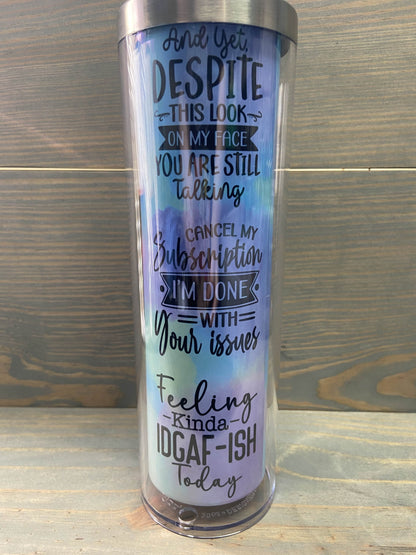 And Yet,
DESPITE
THIS LOOK
ON MY FACE
YOU ARE STILL
talking
CANCEL MY
Subscription
I'M DONE
WITH
Your issues
Feeling
-Kinda-
IDGAF-ISH
Today